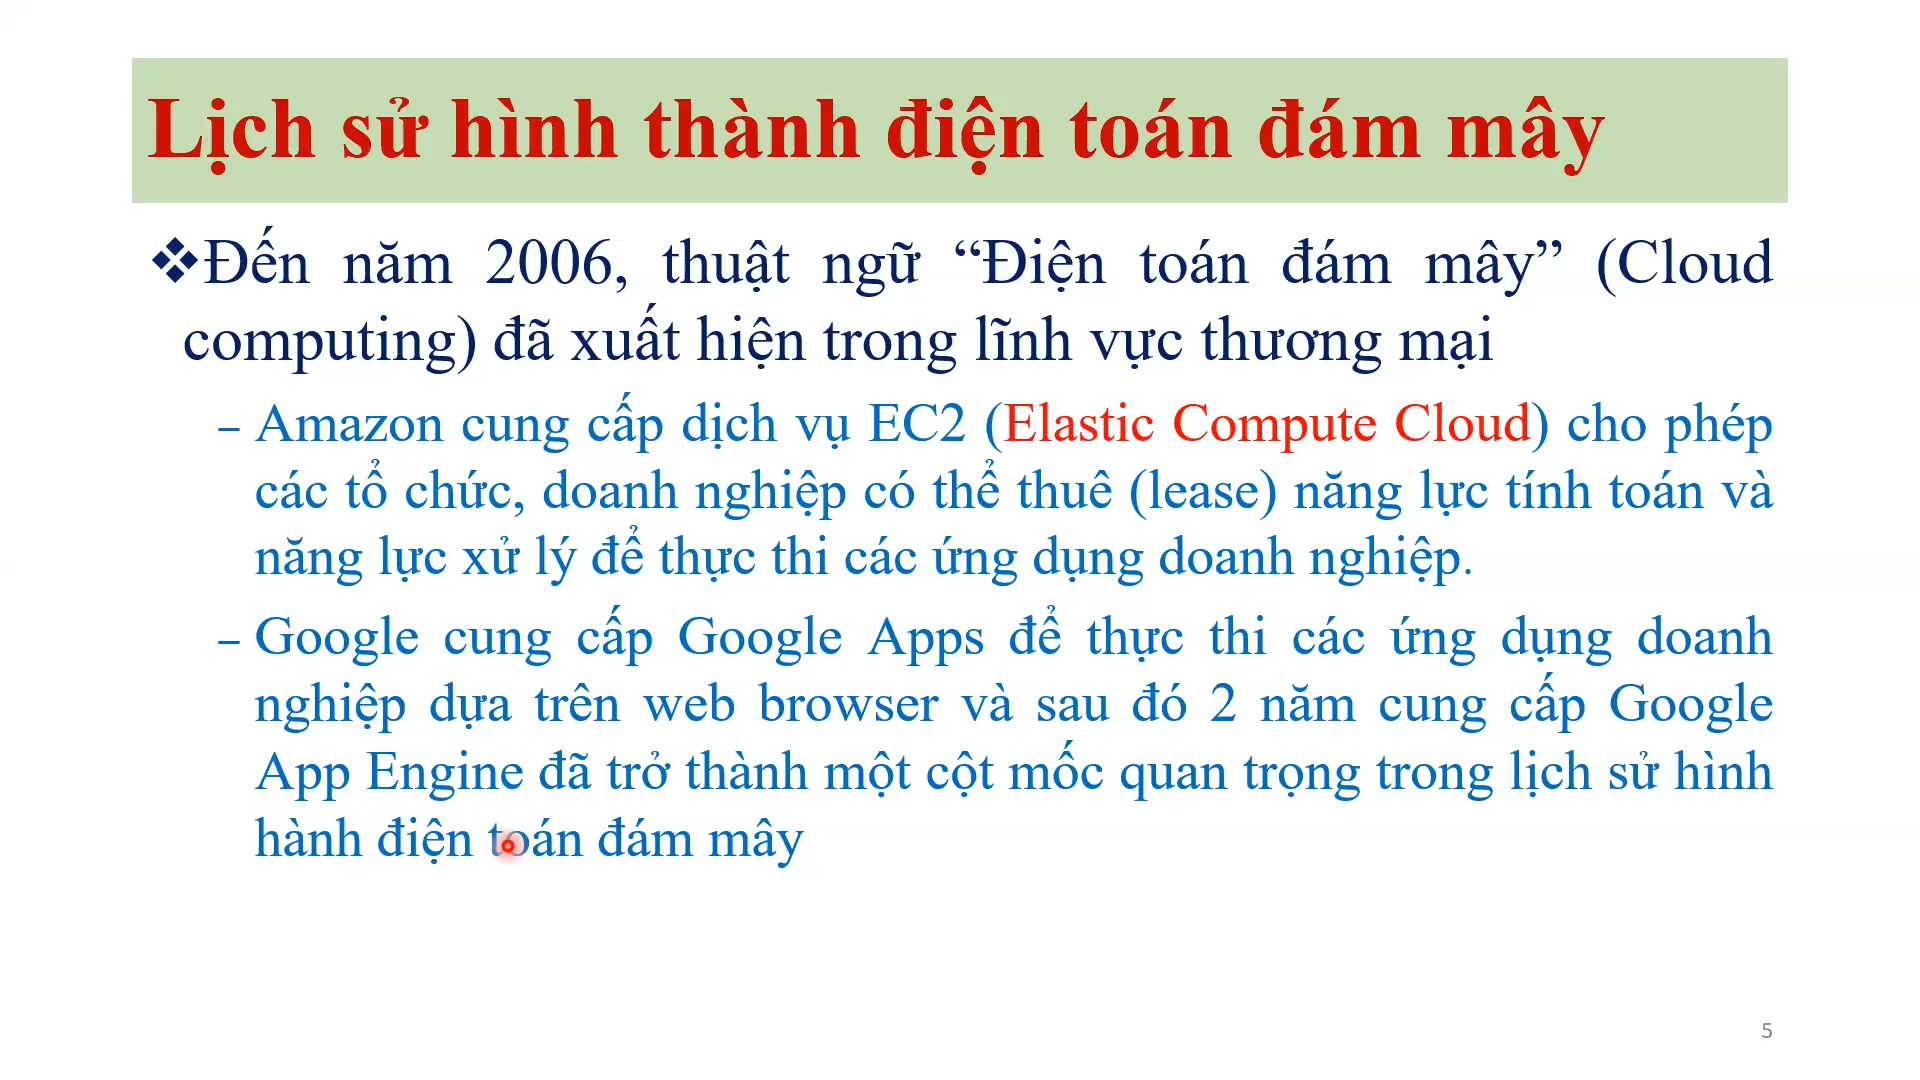 Lịch sử hình thành điện toán đám mây
❖Đến năm 2006, thuật ngữ “Điện toán đám mây” (Cloud
computing) đã xuất hiện trong lĩnh vực thương mại
– Amazon cung cấp dịch vụ EC2 (Elastic Compute Cloud) cho phép
các tổ chức, doanh nghiệp có thể thuê (lease) năng lực tính toán và
năng lực xử lý để thực thi các ứng dụng doanh nghiệp.
– Google cung cấp Google Apps để thực thi các ứng dụng doanh
nghiệp dựa trên web browser và sau đó 2 năm cung cấp Google
App Engine đã trở thành một cột mốc quan trọng trong lịch sử hình
hành điện toán đám mây
5